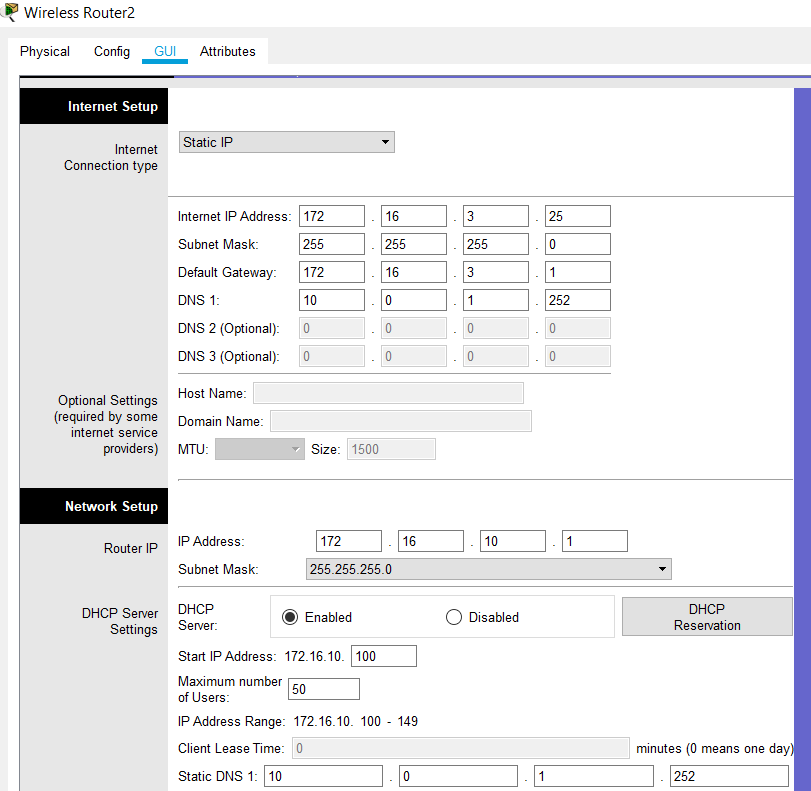 Wireless Router2
Physical Config GUI Attributes
Internet Setup
Internet
Connection type
Static IP
Internet IP Address: 172 . 16 . 3 . 25
Subnet Mask: 255 . 255 . 255 . 0
Default Gateway: 172 . 16 . 3 . 1
DNS 1: 10 . 0 . 1 . 252
DNS 2 (Optional): 0 . 0 . 0 . 0
DNS 3 (Optional): 0 . 0 . 0 . 0
Optional Settings
(required by some
internet service
providers)
Host Name:
Domain Name:
MTU: Size: 1500
Network Setup
Router IP
IP Address: 172 . 16 . 10 . 1
Subnet Mask: 255.255.255.0
DHCP Server
Settings
DHCP
Server:
Enabled Disabled
DHCP
Reservation
Start IP Address: 172.16.10. 100
Maximum number
of Users: 50
IP Address Range: 172.16.10. 100 - 149
Client Lease Time: 0 minutes (0 means one day)
Static DNS 1: 10 . 0 . 1 . 252